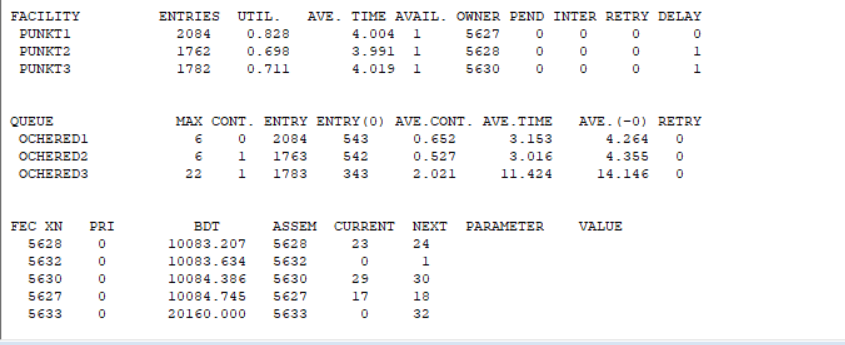 FACILITY ENTRIES UTIL. AVE. TIME AVAIL. OWNER PEND INTER RETRY DELAY
PUNKT1 2084 0.828 4.004 1 5627 0 0 0 0
PUNKT2 1762 0.698 3.991 1 5628 0 0 0 1
PUNKT3 1782 0.711 4.019 1 5630 0 0 0 1
QUEUE MAX CONT. ENTRY ENTRY(0) AVE.CONT. AVE.TIME AVE.(-0) RETRY
OCHERED1 6 0 2084 543 0.652 3.153 4.264 0
OCHERED2 6 1 1763 542 0.527 3.016 4.355 0
OCHERED3 22 1 1783 343 2.021 11.424 14.146 0
FEC XN PRI BDT ASSEM CURRENT NEXT PARAMETER VALUE
5628 0 10083.207 5628 23 24
5632 0 10083.634 5632 0 1
5630 0 10084.386 5630 29 30
5627 0 10084.745 5627 17 18
5633 0 20160.000 5633 0 32